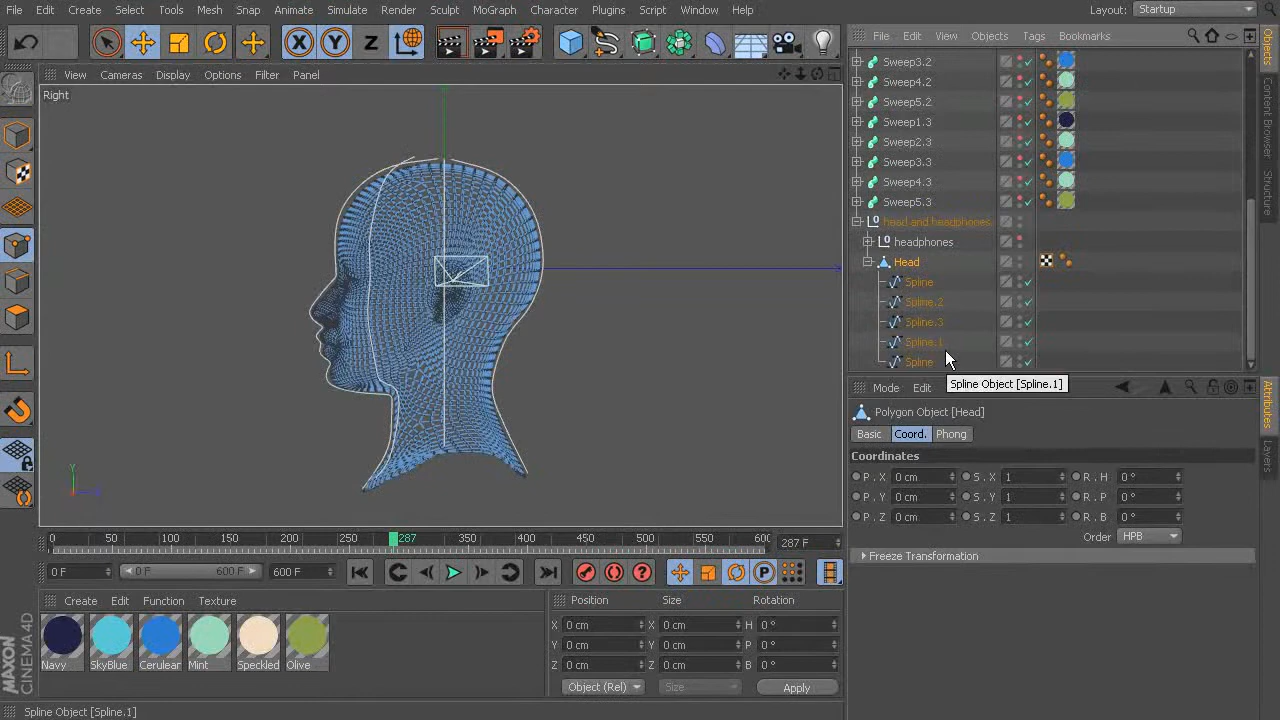 File Edit Create Select Tools Mesh Snap Animate Simulate Render Sculpt MoGraph Character Plugins Script Window Help Layout: Startup
X Y Z
File Edit View Objects Tags Bookmarks
View Cameras Display Options Filter Panel
Right
Sweep3.2
Sweep4.2
Sweep5.2
Sweep1.3
Sweep2.3
Sweep3.3
Sweep4.3
Sweep5.3
head and headphones
headphones
Head
Spline
Spline.2
Spline.3
Spline.1
Spline
Spline Object [Spline.1]
Objects
Content Browser
Structure
Mode Edit
Polygon Object [Head]
Basic Coord. Phong
Coordinates
P . X 0 cm S . X 1 R . H 0 °
P . Y 0 cm S . Y 1 R . P 0 °
P . Z 0 cm S . Z 1 R . B 0 °
Order HPB
Freeze Transformation
Attributes
Layers
Y
0 50 100 150 200 250 287 350 400 450 500 550 600 287 F
0 F 0 F 600 F 600 F
P
Create Edit Function Texture
Navy SkyBlue Cerulear Mint Speckled Olive
Position Size Rotation
X 0 cm X 0 cm H 0 °
Y 0 cm Y 0 cm P 0 °
Z 0 cm Z 0 cm B 0 °
Object (Rel) Size Apply
MAXON
CINEMA 4D
Spline Object [Spline.1]